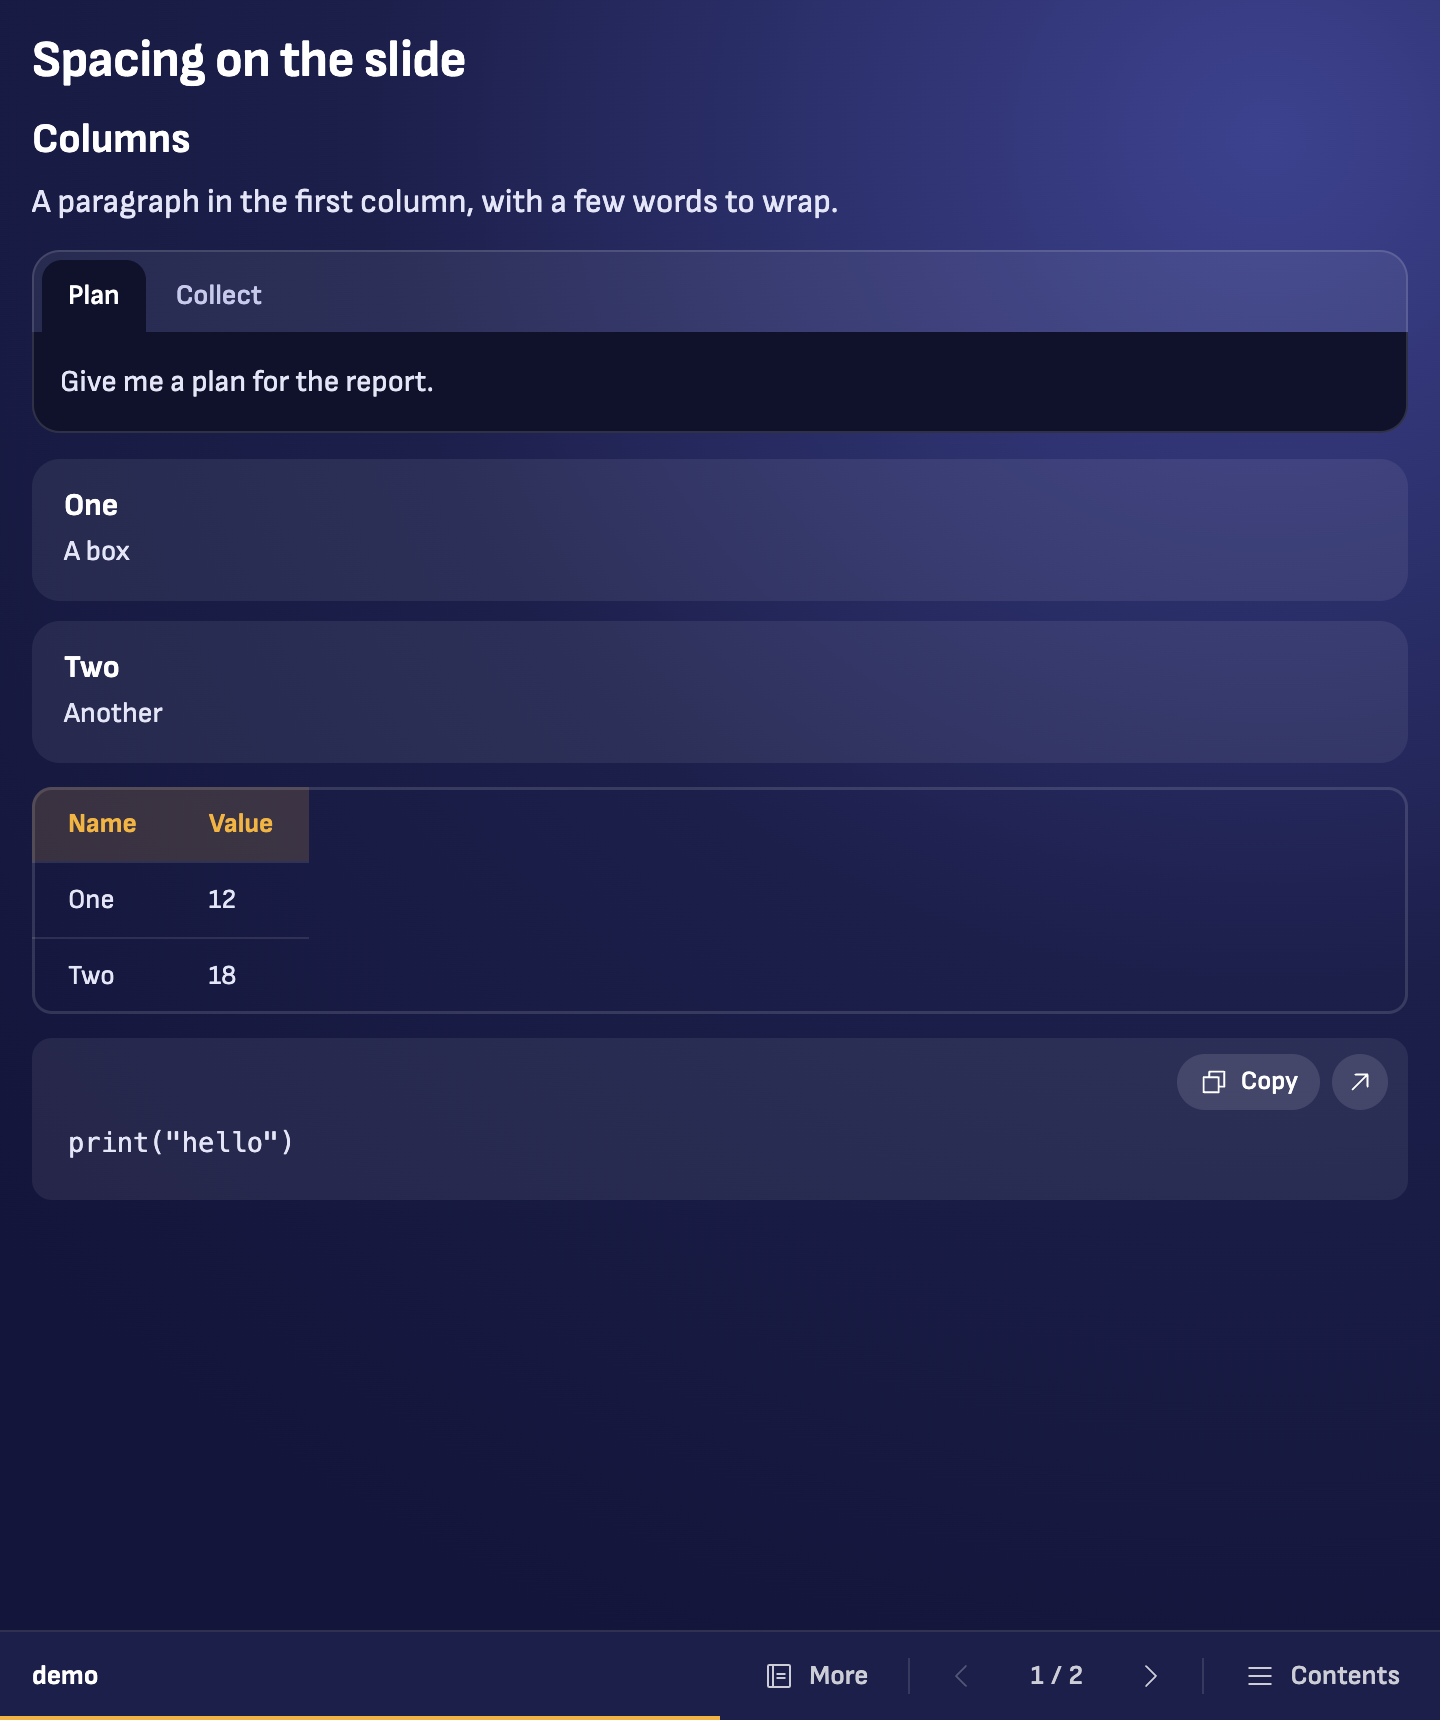 Spacing on the slide
Columns
A paragraph in the first column, with a few words to wrap.
Plan Collect
Give me a plan for the report.
One
A box
Two
Another
Name Value
One 12
Two 18
Copy
print("hello")
demo More 1 / 2 Contents